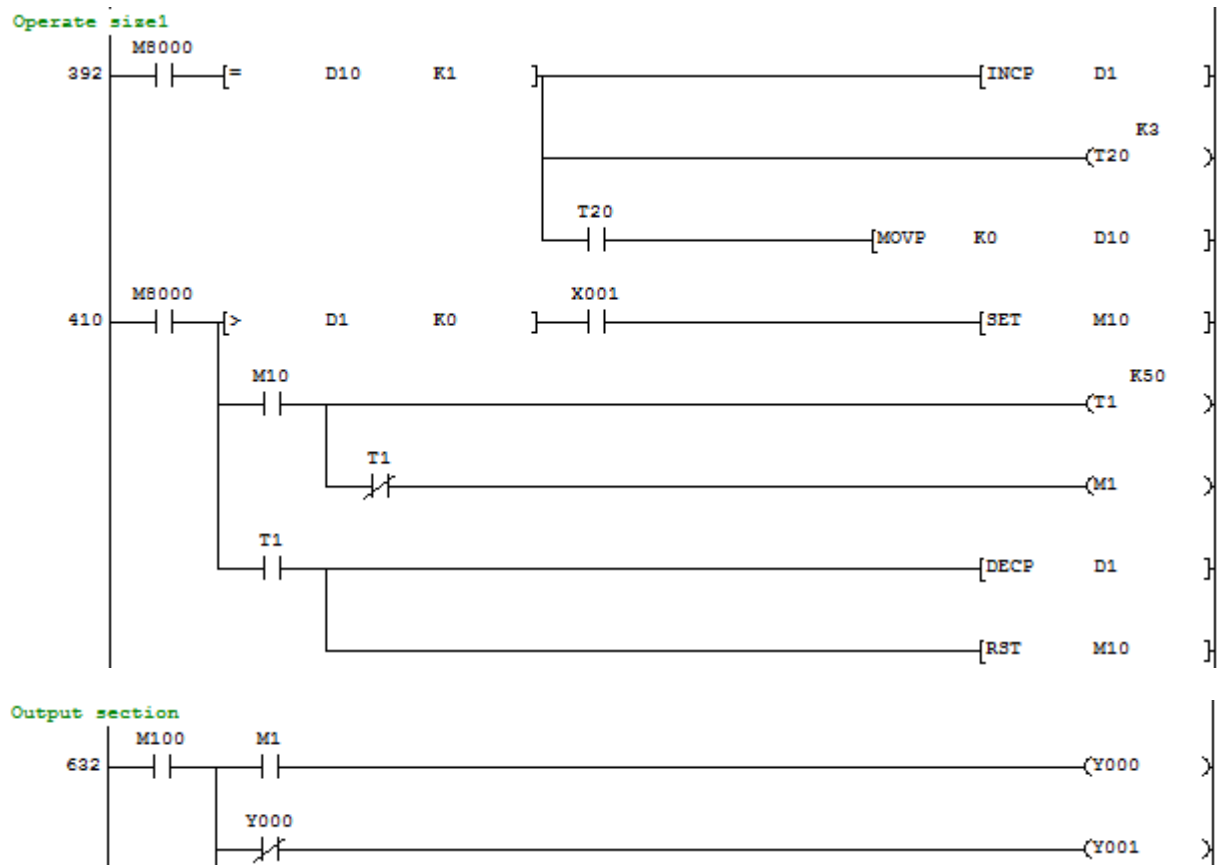 Operate size1
M8000
392 [= D10 K1 ] [INCP D1 ]
K3
(T20 )
T20
[MOVP K0 D10 ]
M8000 X001
410 [> D1 K0 ] [SET M10 ]
M10 K50
(T1 )
T1
(M1 )
T1
[DECP D1 ]
[RST M10 ]
Output section
M100 M1
632 (Y000 )
Y000
(Y001 )